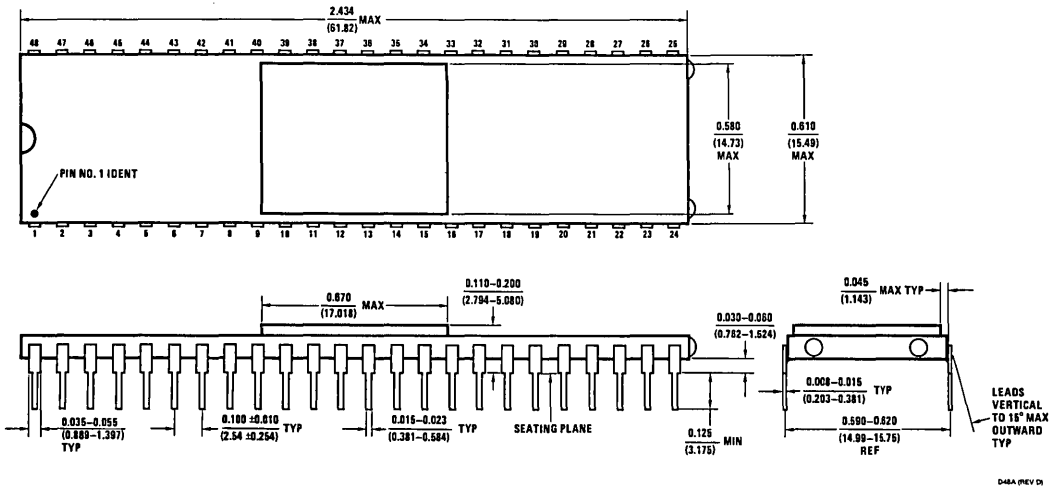 2.434
(61.82) MAX
48 47 46 45 44 43 42 41 40 39 38 37 36 35 34 33 32 31 30 29 28 27 26 25
0.580
(14.73)
MAX
0.610
(15.49)
MAX
PIN NO. 1 IDENT
1 2 3 4 5 6 7 8 9 10 11 12 13 14 15 16 17 18 19 20 21 22 23 24
0.670
(17.018) MAX
0.110–0.200
(2.794–5.080)
0.045
(1.143) MAX TYP
0.030–0.060
(0.762–1.524)
0.035–0.055
(0.889–1.397)
TYP
0.100 ±0.010
(2.54 ±0.254) TYP
0.015–0.023
(0.381–0.584) TYP
SEATING PLANE
0.125
(3.175) MIN
0.008–0.015
(0.203–0.381) TYP
0.590–0.620
(14.99–15.75)
REF
LEADS
VERTICAL
TO 15° MAX
OUTWARD
TYP
D48A (REV D)